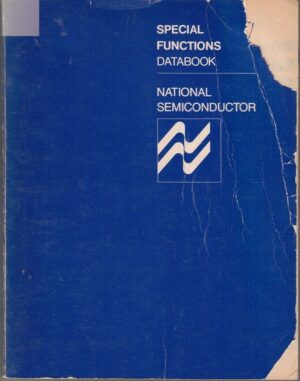 SPECIAL
FUNCTIONS
DATABOOK
NATIONAL
SEMICONDUCTOR